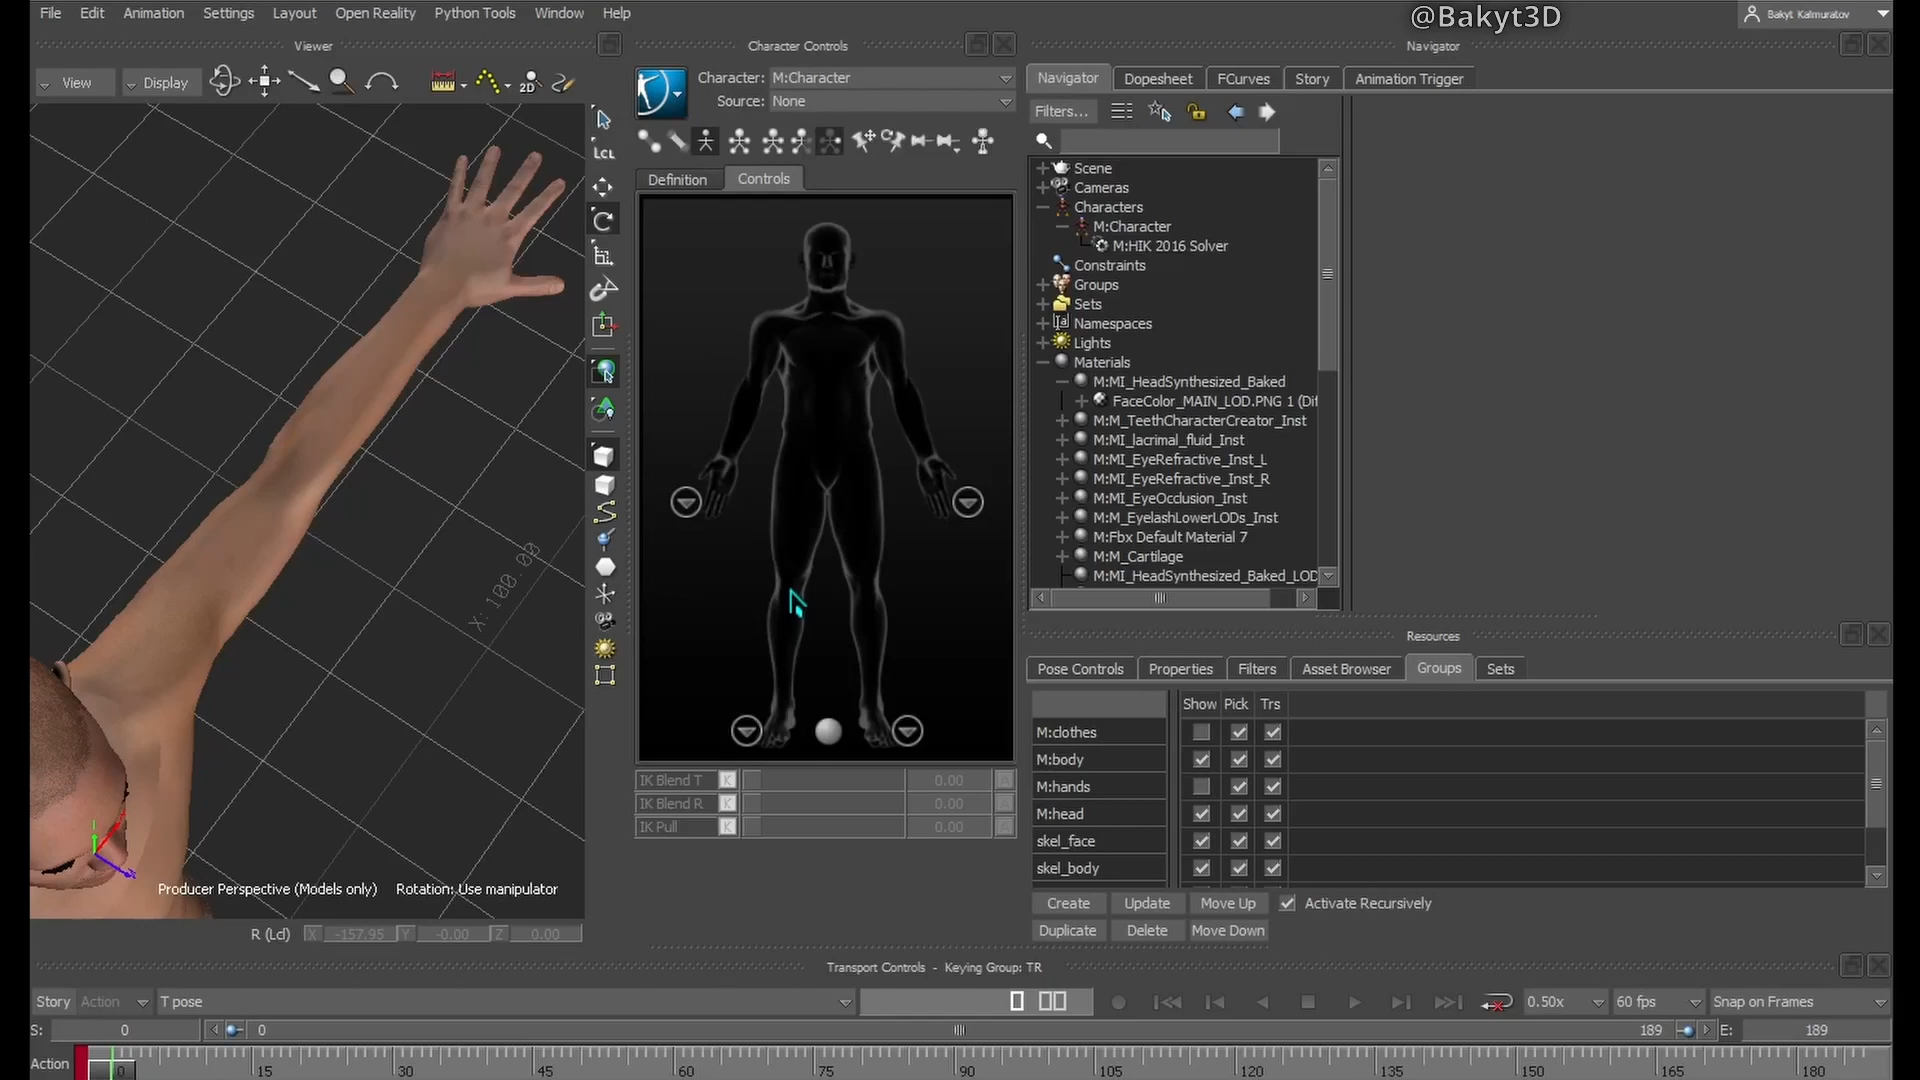 File Edit Animation Settings Layout Open Reality Python Tools Window Help
@Bakyt3D
Bakyt Kalmuratov
Viewer
Character Controls
Navigator
View
Display
2D
Character: M:Character
Source: None
Navigator Dopesheet FCurves Story Animation Trigger
Filters...
LCL
Definition Controls
Scene
Cameras
Characters
M:Character
M:HIK 2016 Solver
Constraints
Groups
Sets
Namespaces
Lights
Materials
M:MI_HeadSynthesized_Baked
FaceColor_MAIN_LOD.PNG 1 (Dif
M:M_TeethCharacterCreator_Inst
M:MI_lacrimal_fluid_Inst
M:MI_EyeRefractive_Inst_L
M:MI_EyeRefractive_Inst_R
M:MI_EyeOcclusion_Inst
M:M_EyelashLowerLODs_Inst
M:Fbx Default Material 7
M:M_Cartilage
M:MI_HeadSynthesized_Baked_LOD
X: 100.00
Resources
Pose Controls Properties Filters Asset Browser Groups Sets
Show Pick Trs
M:clothes
M:body
M:hands
M:head
skel_face
skel_body
IK Blend T K 0.00 A
IK Blend R K 0.00 A
IK Pull K 0.00 A
Producer Perspective (Models only) Rotation: Use manipulator
R (Lcl) X -157.95 Y -0.00 Z 0.00
Create Update Move Up Activate Recursively
Duplicate Delete Move Down
Transport Controls - Keying Group: TR
Story Action T pose
0.50x 60 fps Snap on Frames
S: 0 0 189 E: 189
Action 0 15 30 45 60 75 90 105 120 135 150 165 180